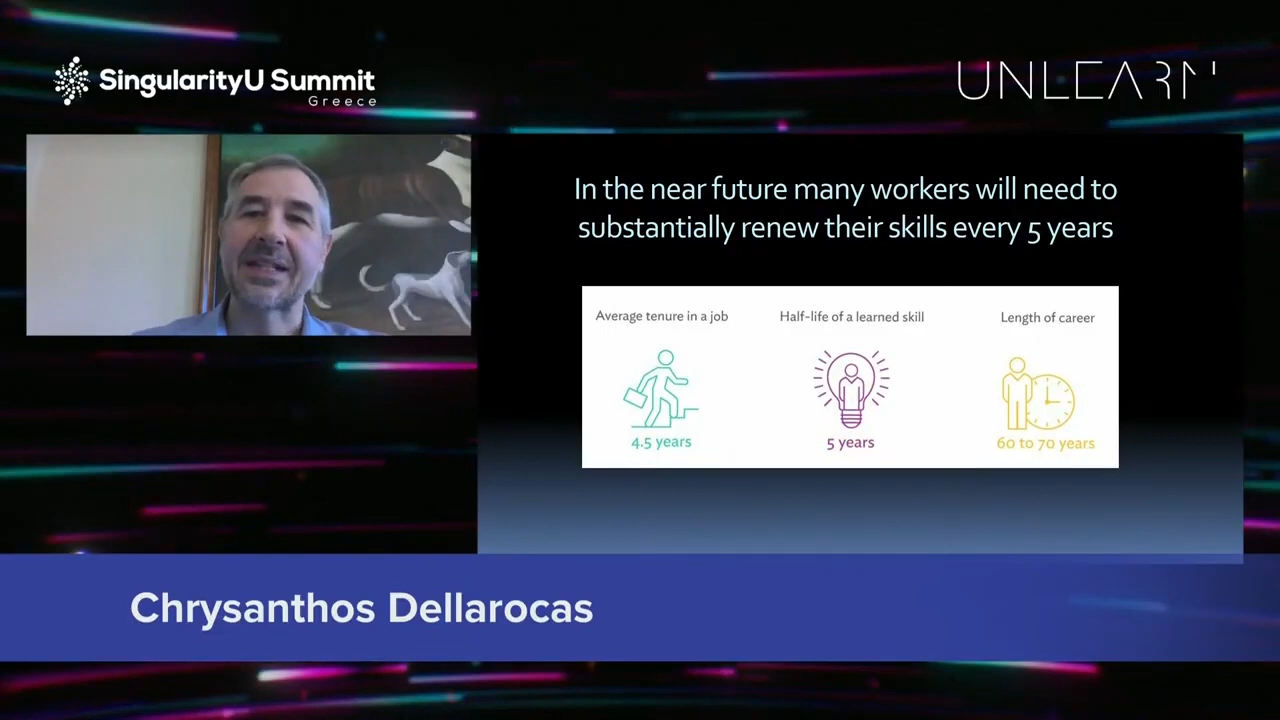 SingularityU Summit
Greece
UNLEARN
In the near future many workers will need to
substantially renew their skills every 5 years
Average tenure in a job
Half-life of a learned skill
Length of career
4.5 years
5 years
60 to 70 years
Chrysanthos Dellarocas